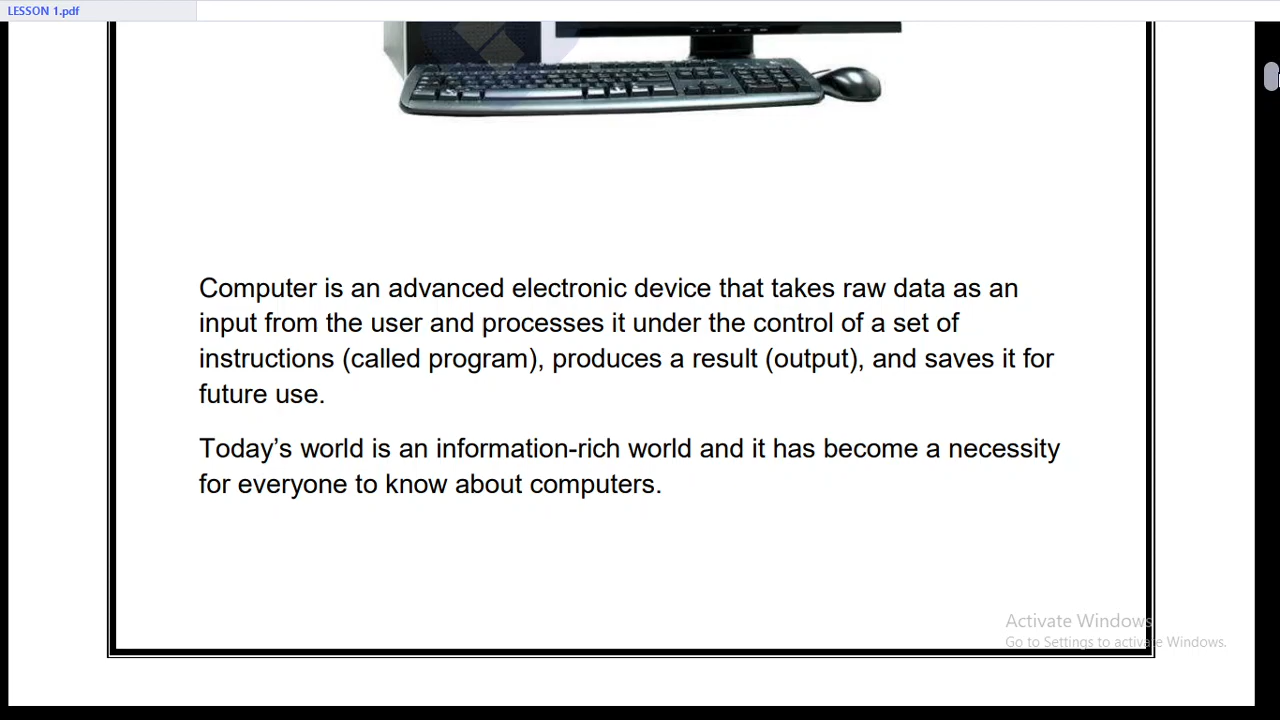 LESSON 1.pdf
Computer is an advanced electronic device that takes raw data as an
input from the user and processes it under the control of a set of
instructions (called program), produces a result (output), and saves it for
future use.
Today’s world is an information-rich world and it has become a necessity
for everyone to know about computers.
Activate Windows
Go to Settings to activate Windows.